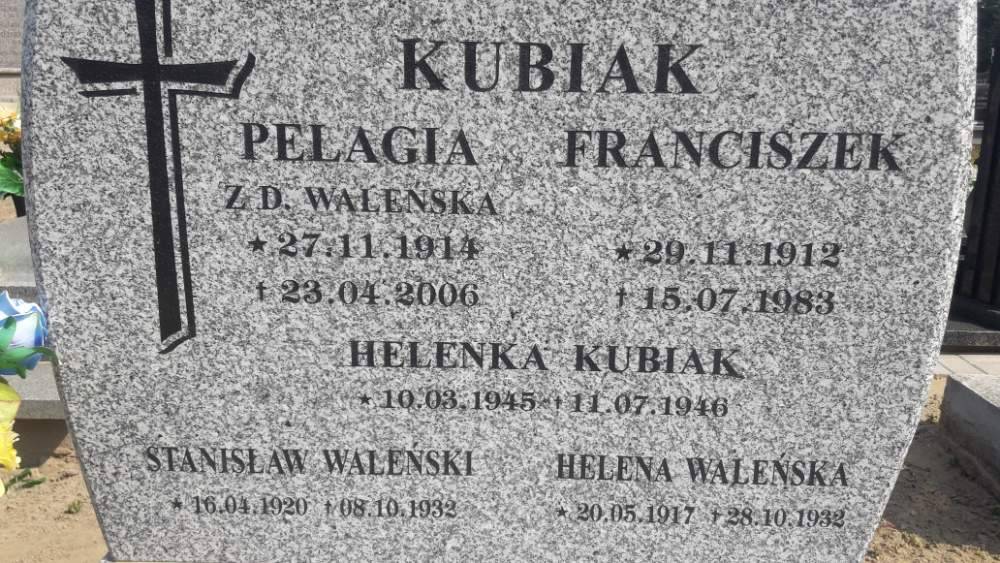 KUBIAK
PELAGIA FRANCISZEK
Z D. WALEŃSKA
★ 27.11.1914 ★ 29.11.1912
† 23.04.2006 † 15.07.1983
HELENKA KUBIAK
★ 10.03.1945 † 11.07.1946
STANISŁAW WALEŃSKI HELENA WALEŃSKA
★ 16.04.1920 † 08.10.1932 ★ 20.05.1917 † 28.10.1932